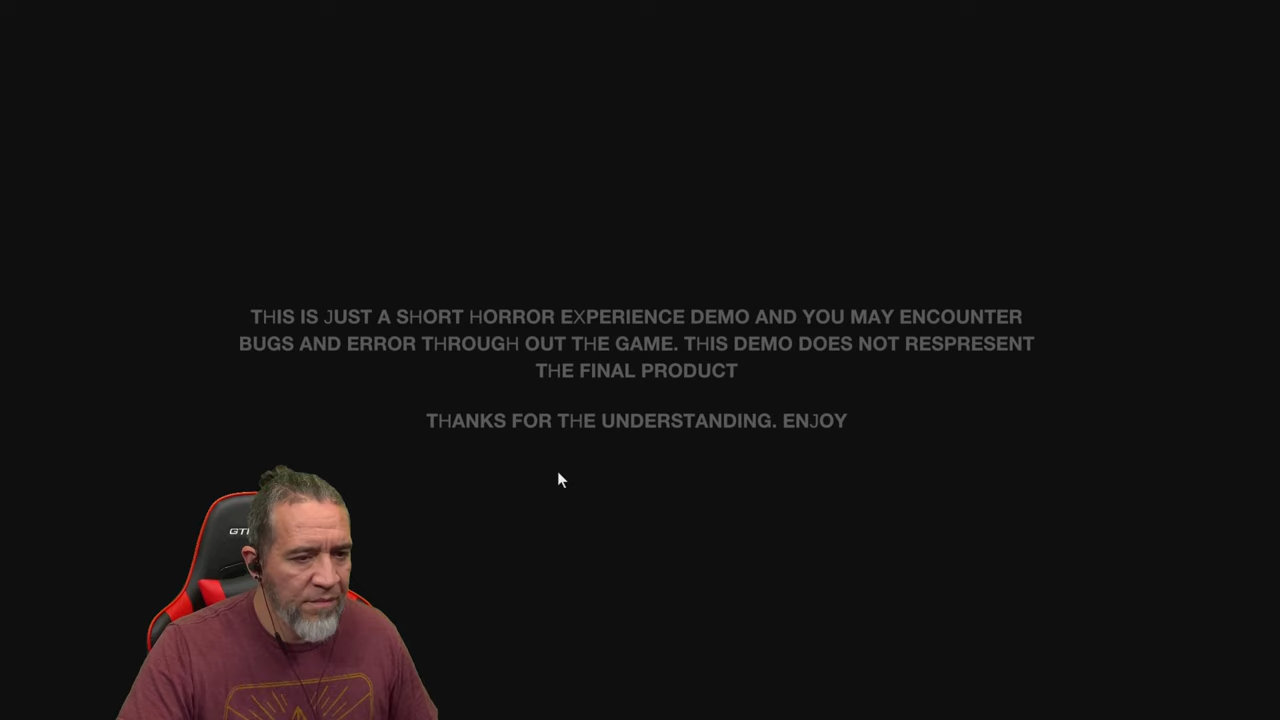 THIS IS JUST A SHORT HORROR EXPERIENCE DEMO AND YOU MAY ENCOUNTER
BUGS AND ERROR THROUGH OUT THE GAME. THIS DEMO DOES NOT RESPRESENT
THE FINAL PRODUCT
THANKS FOR THE UNDERSTANDING. ENJOY